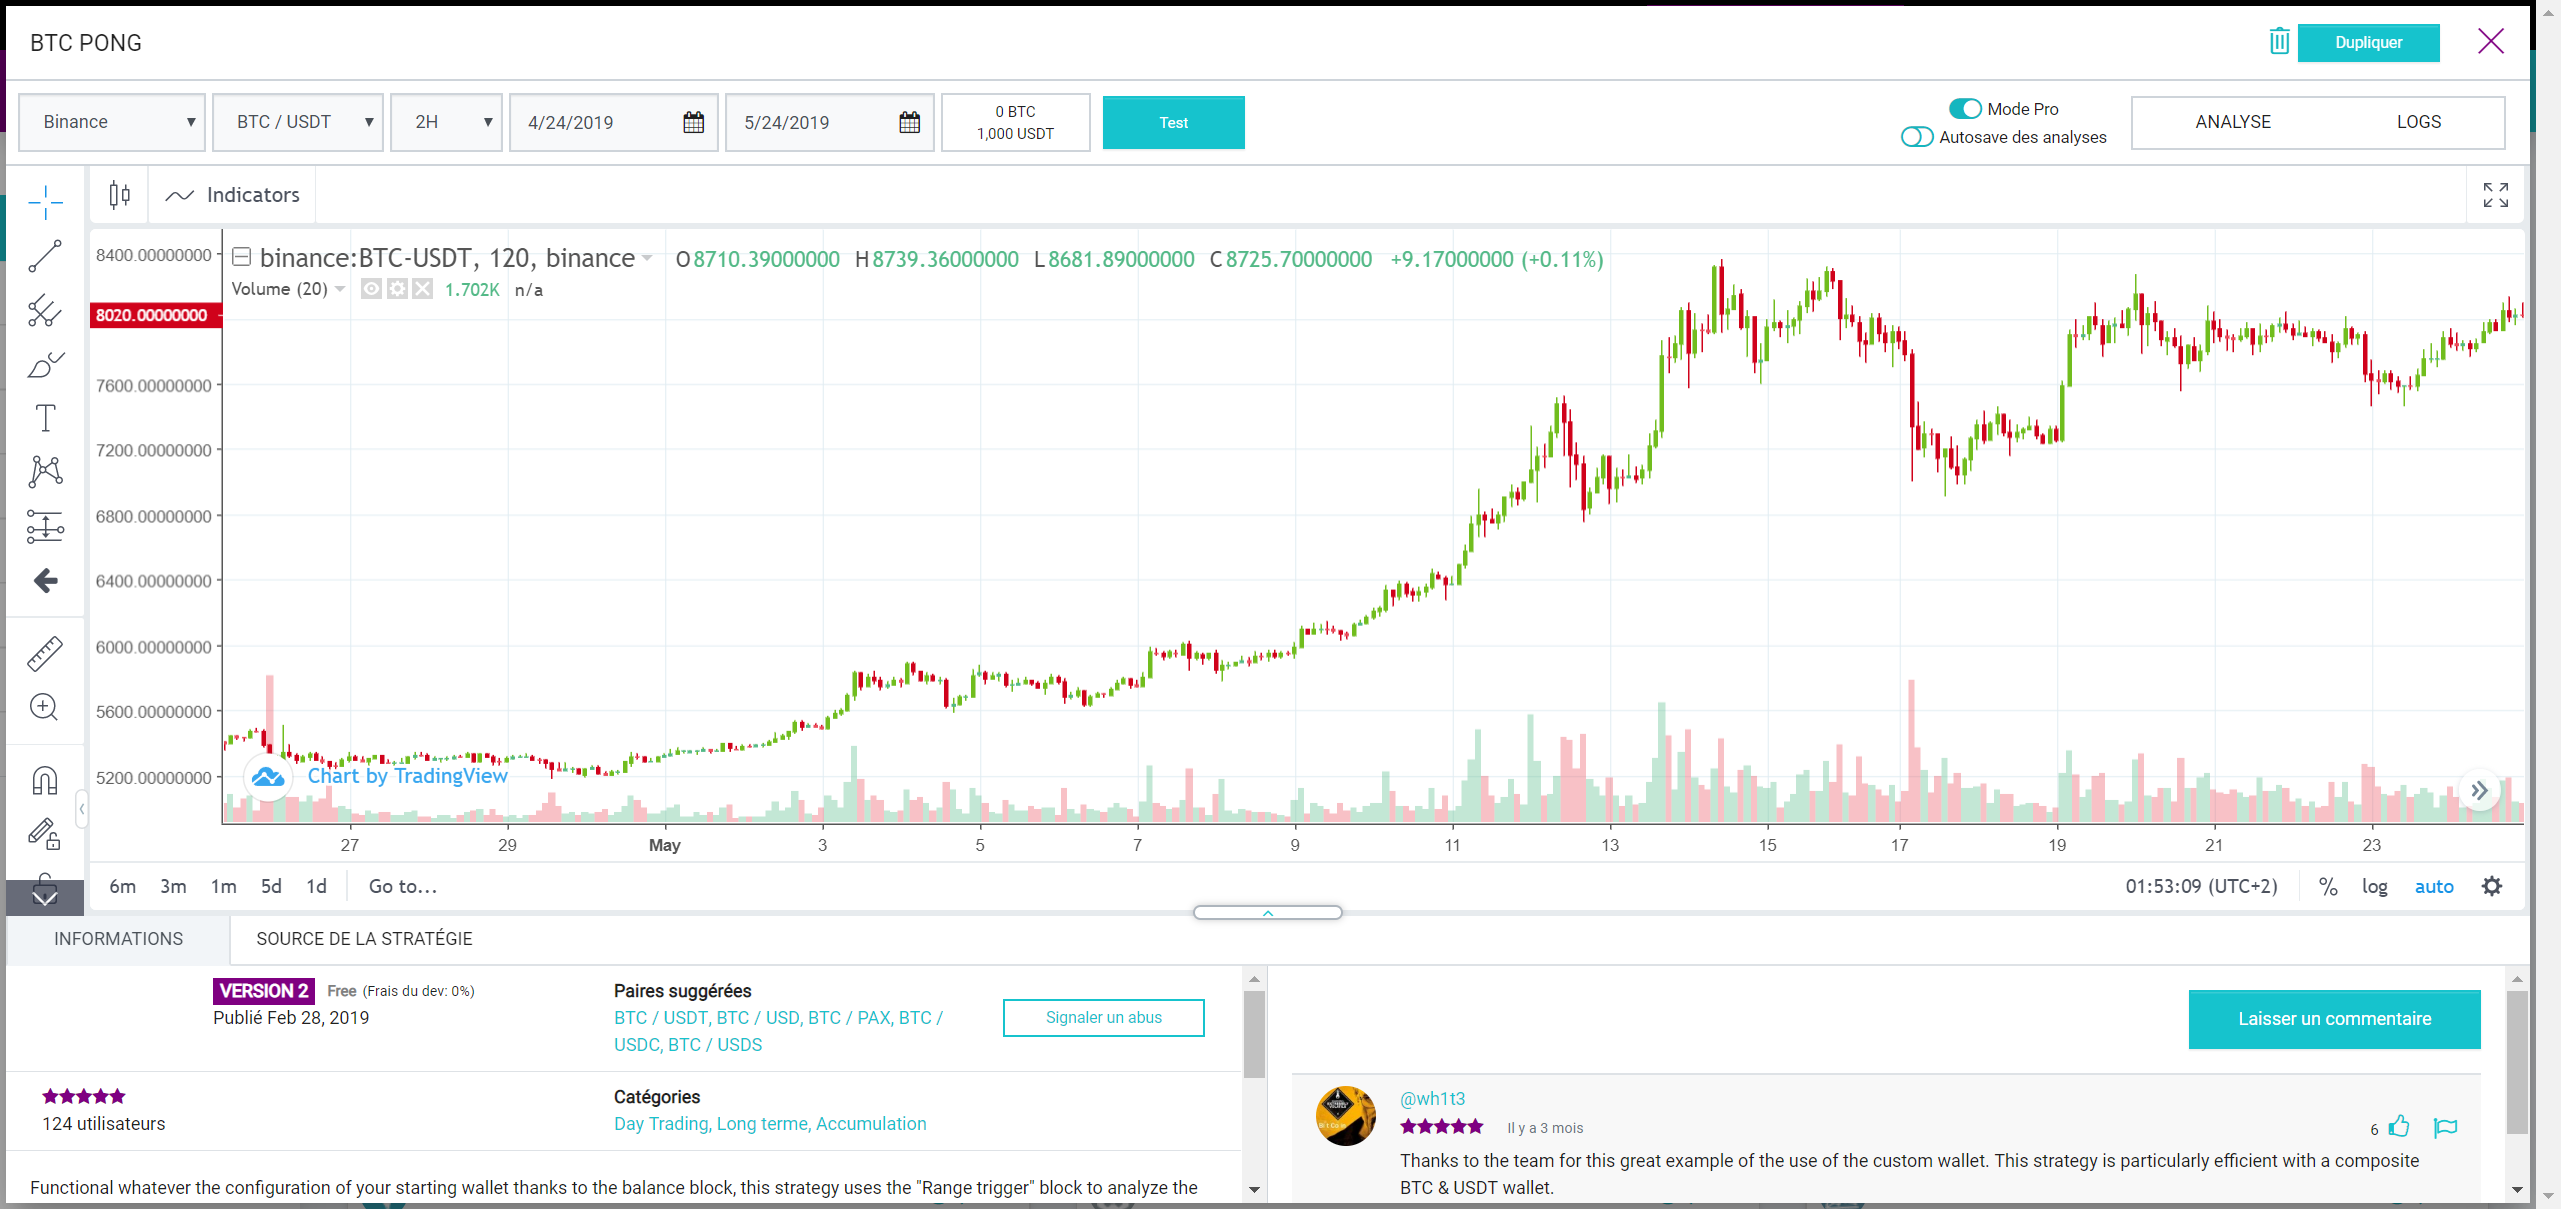 BTC PONG
Dupliquer
Binance
BTC / USDT
2H
4/24/2019
5/24/2019
0 BTC
1,000 USDT
Test
Mode Pro
Autosave des analyses
ANALYSE
LOGS
Indicators
binance:BTC-USDT, 120, binance O8710.39000000 H8739.36000000 L8681.89000000 C8725.70000000 +9.17000000 (+0.11%)
Volume (20) 1.702K n/a
8400.00000000
8020.00000000
7600.00000000
7200.00000000
6800.00000000
6400.00000000
6000.00000000
5600.00000000
5200.00000000
Chart by TradingView
27 29 May 3 5 7 9 11 13 15 17 19 21 23
6m 3m 1m 5d 1d Go to...
01:53:09 (UTC+2) % log auto
INFORMATIONS
SOURCE DE LA STRATÉGIE
VERSION 2 Free (Frais du dev: 0%)
Publié Feb 28, 2019
Paires suggérées
BTC / USDT, BTC / USD, BTC / PAX, BTC /
USDC, BTC / USDS
Signaler un abus
124 utilisateurs
Catégories
Day Trading, Long terme, Accumulation
Functional whatever the configuration of your starting wallet thanks to the balance block, this strategy uses the "Range trigger" block to analyze the
Laisser un commentaire
@wh1t3
Il y a 3 mois
6
Thanks to the team for this great example of the use of the custom wallet. This strategy is particularly efficient with a composite
BTC & USDT wallet.